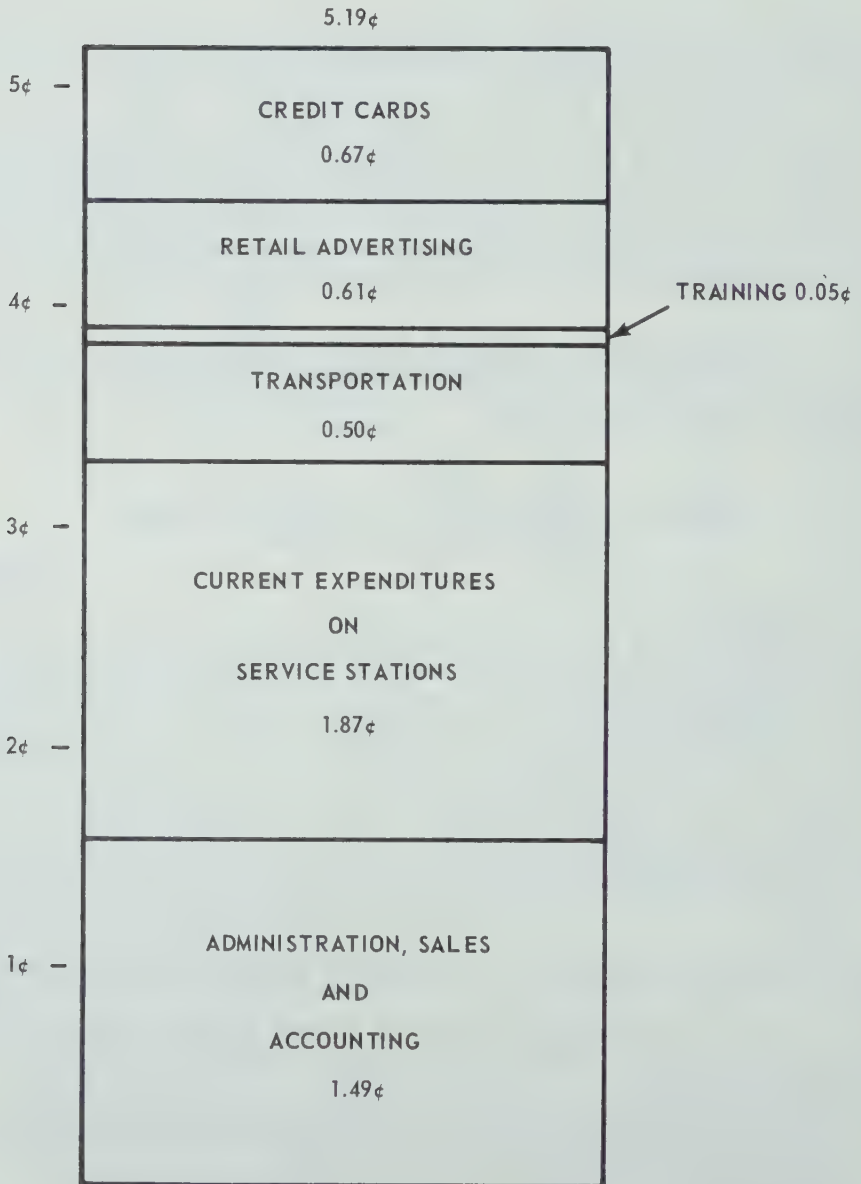 5.19¢
5¢
CREDIT CARDS
0.67¢
RETAIL ADVERTISING
4¢
0.61¢
TRAINING 0.05¢
TRANSPORTATION
0.50¢
3¢
CURRENT EXPENDITURES
ON
SERVICE STATIONS
2¢
1.87¢
ADMINISTRATION, SALES
1¢
AND
ACCOUNTING
1.49¢